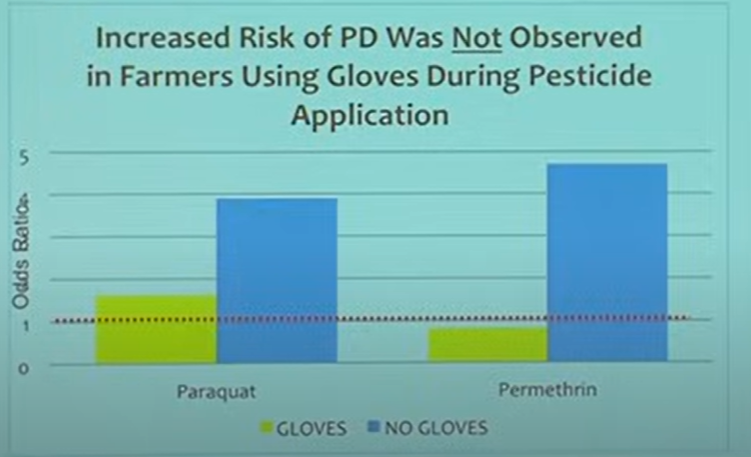 Increased Risk of PD Was Not Observed
in Farmers Using Gloves During Pesticide
Application
5
Odds Ratio
1
0
Paraquat
Permethrin
GLOVES
NO GLOVES